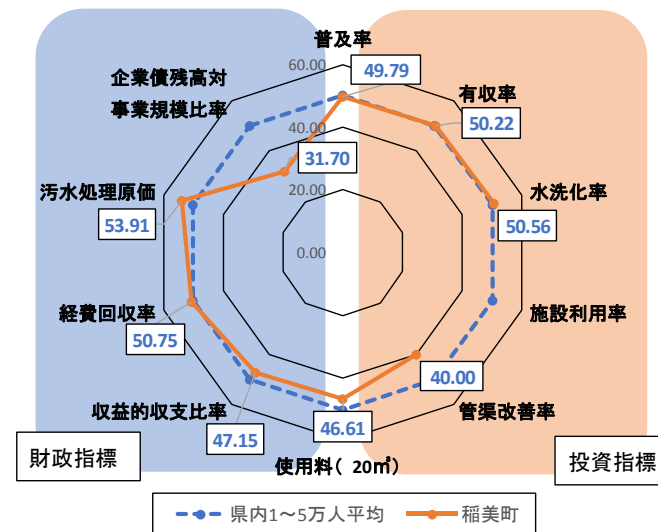 普及率
企業債残高対
事業規模比率
60.00
49.79
有収率
50.22
40.00
31.70
汚水処理原価
53.91
20.00
水洗化率
50.56
0.00
経費回収率
50.75
施設利用率
40.00
収益的収支比率
47.15
管渠改善率
46.61
使用料( 20㎥)
財政指標
投資指標
県内1～5万人平均
稲美町